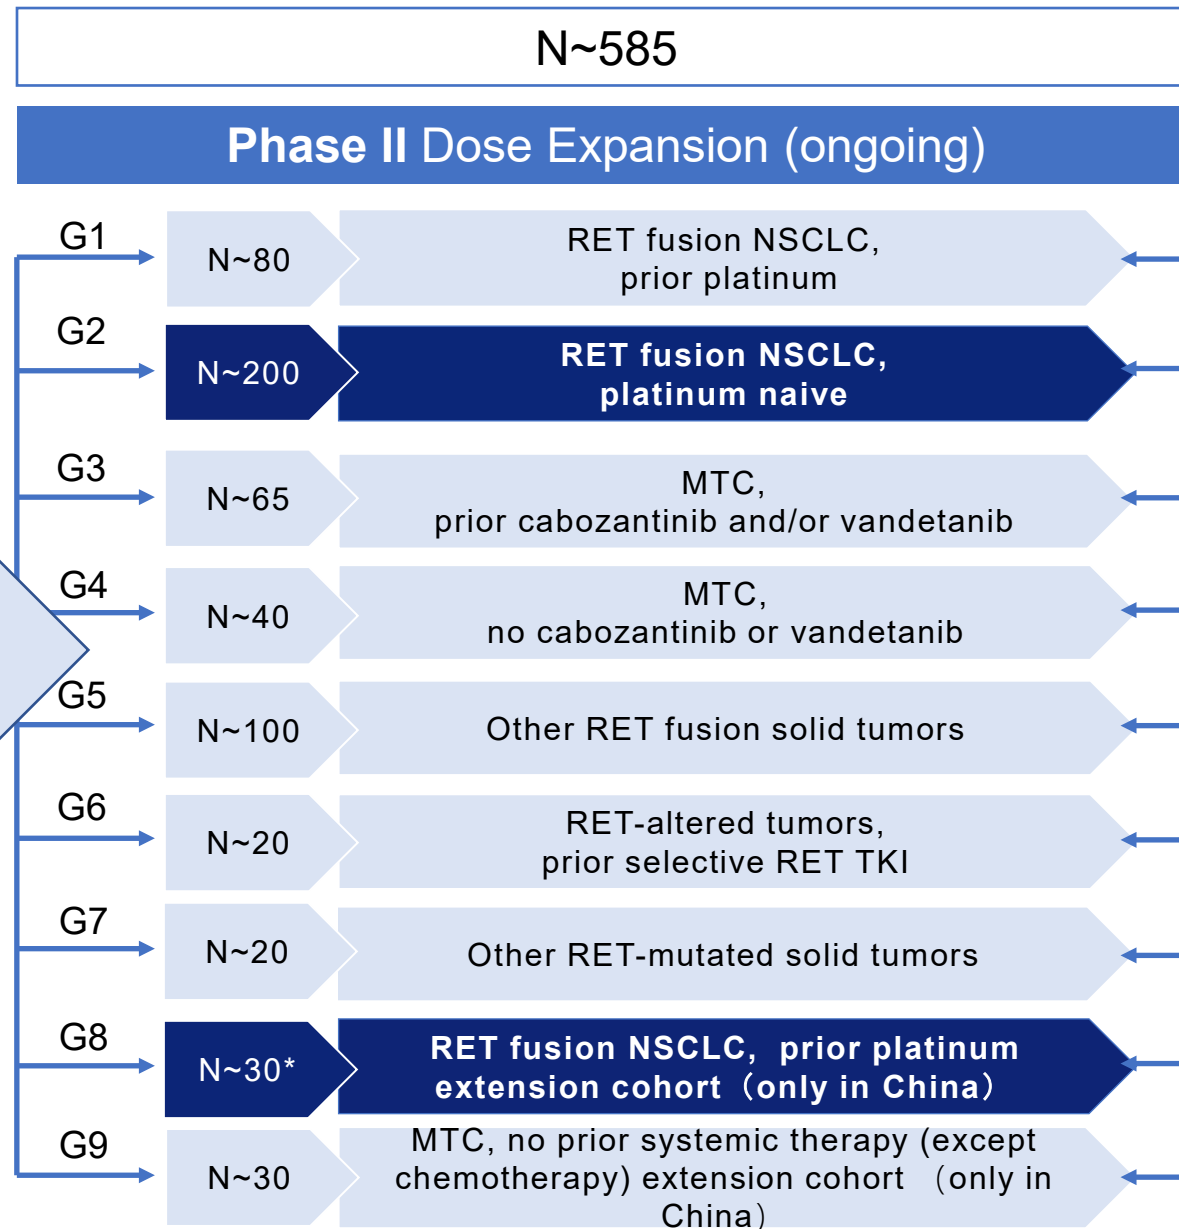 N~585
Phase II Dose Expansion (ongoing)
G1
N~80
RET fusion NSCLC,
prior platinum
G2
N~200
RET fusion NSCLC,
platinum naive
G3
N~65
MTC,
prior cabozantinib and/or vandetanib
G4
N~40
MTC,
no cabozantinib or vandetanib
G5
N~100
Other RET fusion solid tumors
G6
N~20
RET-altered tumors,
prior selective RET TKI
G7
N~20
Other RET-mutated solid tumors
G8
N~30*
RET fusion NSCLC, prior platinum
extension cohort（only in China）
G9
N~30
MTC, no prior systemic therapy (except
chemotherapy) extension cohort （only in
China）